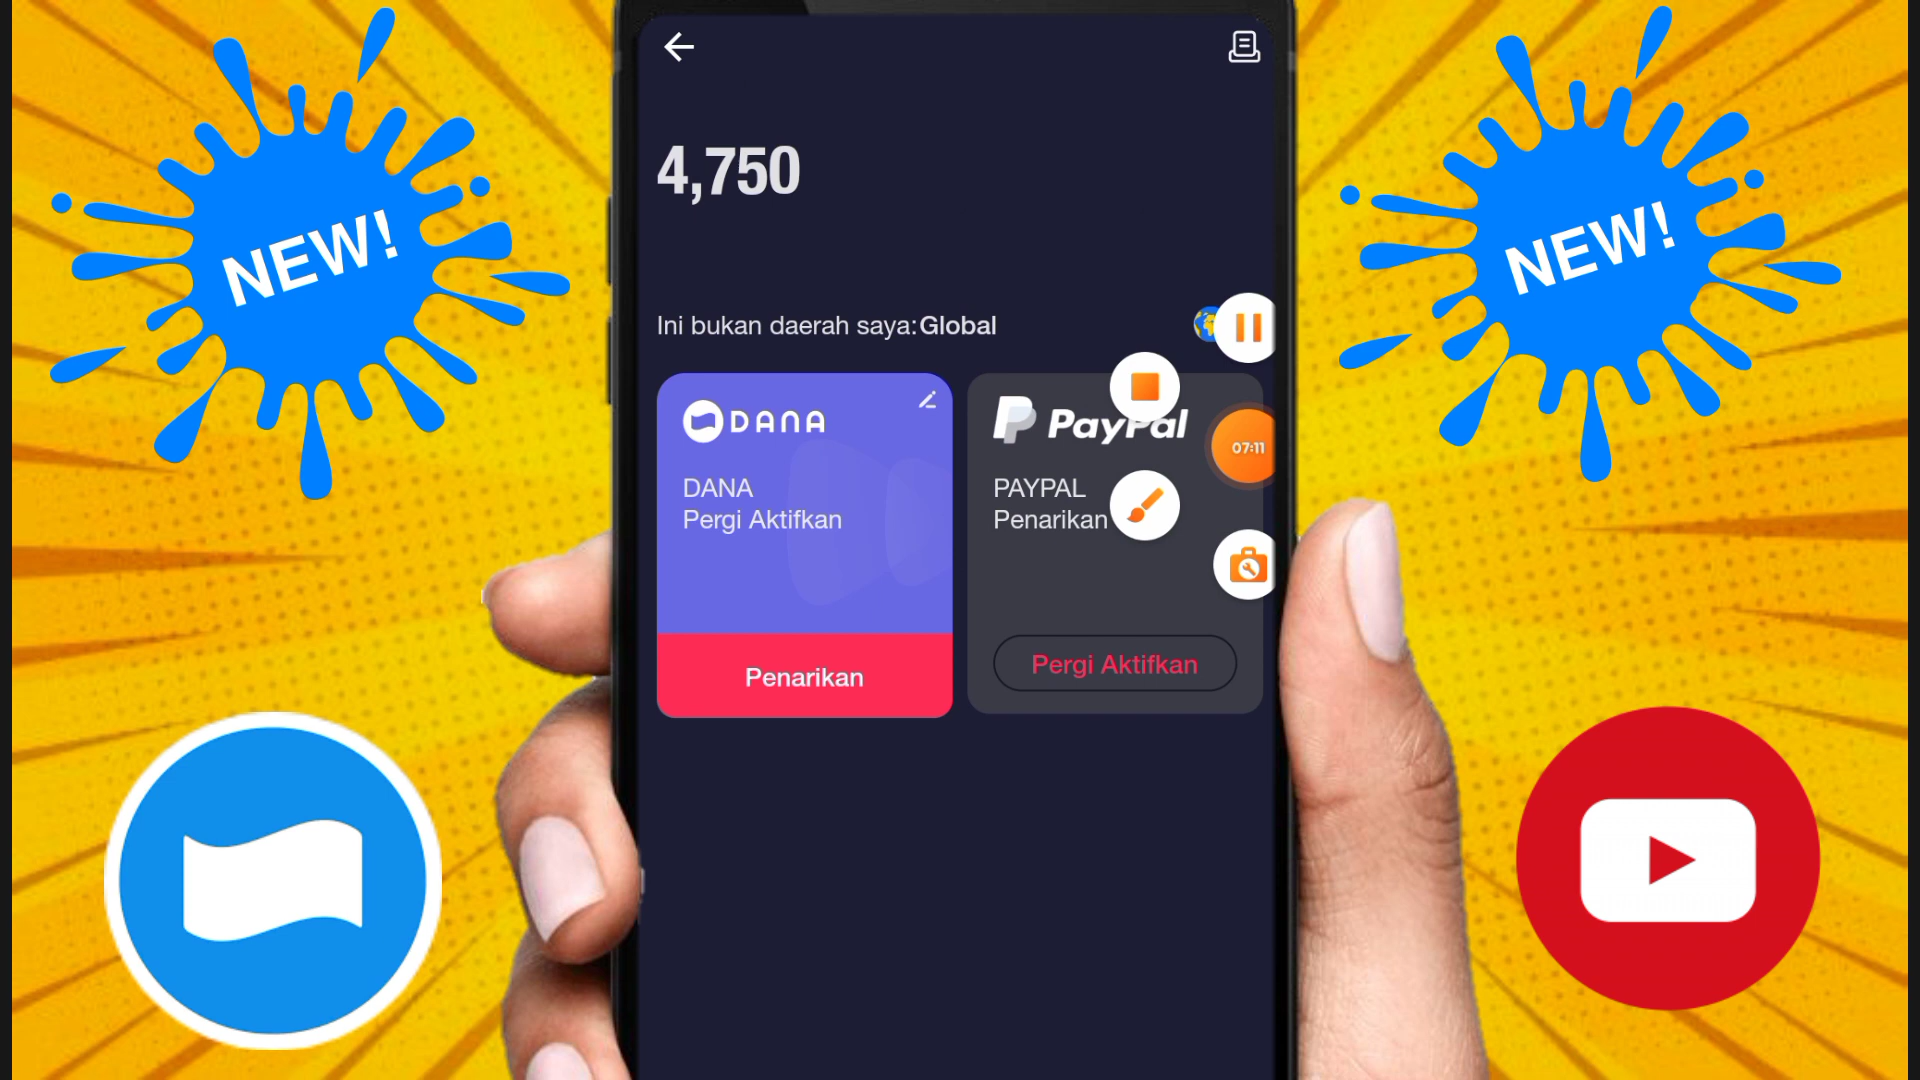 NEW!
NEW!
4,750
Ini bukan daerah saya:Global
DANA
DANA
Pergi Aktifkan
Penarikan
PayPal
PAYPAL
Penarikan
Pergi Aktifkan
07:11